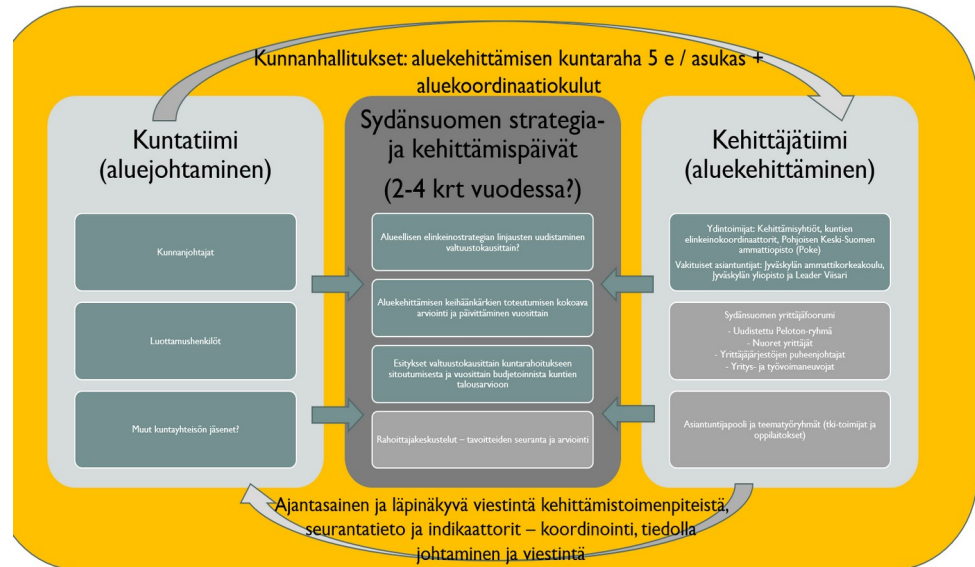 Kunnanhallitukset: aluekehittämisen kuntaraha 5 e / asukas +
aluekoordinaatiokulut
Kuntatiimi
(aluejohtaminen)
Kunnanjohtajat
Luottamushenkilöt
Muut kuntayhteisön jäsenet?
Sydänsuomen strategia-
ja kehittämispäivät
(2-4 krt vuodessa?)
Alueellisen elinkeinostrategian linjausten uudistaminen
valtuustokausittain?
Aluekehittämisen keihäänkärkien toteutumisen kokoava
arviointi ja päivittäminen vuosittain
Esitykset valtuustokausittain kuntarahoitukseen
sitoutumisesta ja vuosittain budjetoinnista kuntien
talousarvioon
Rahoittajakeskustelut – tavoitteiden seuranta ja arviointi
Kehittäjätiimi
(aluekehittäminen)
Ydintoimijat: Kehittämisyhtiöt, kuntien
elinkeinokoordinaattorit, Pohjoisen Keski-Suomen
ammattiopisto (Poke)
Vakituiset asiantuntijat: Jyväskylän ammattikorkeakoulu,
Jyväskylän yliopisto ja Leader Viisari
Sydänsuomen yrittäjäfoorumi
- Uudistettu Peloton-ryhmä
- Nuoret yrittäjät
- Yrittäjäjärjestöjen puheenjohtajat
- Yritys- ja työvoimaneuvojat
Asiantuntijapooli ja teematyöryhmät (tki-toimijat ja
oppilaitokset)
Ajantasainen ja läpinäkyvä viestintä kehittämistoimenpiteistä,
seurantatieto ja indikaattorit – koordinointi, tiedolla
johtaminen ja viestintä